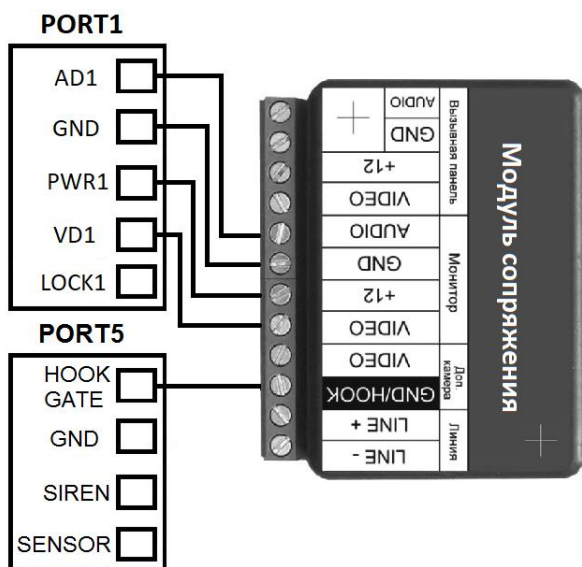 PORT1
AD1
GND
PWR1
VD1
LOCK1
PORT5
HOOK
GATE
GND
SIREN
SENSOR
AUDIO
GND
+12
VIDEO
AUDIO
GND
+12
VIDEO
VIDEO
GND/HOOK
LINE +
LINE -
Вызывная панель
Монитор
Доп.
камера
Линия
Модуль сопряжения